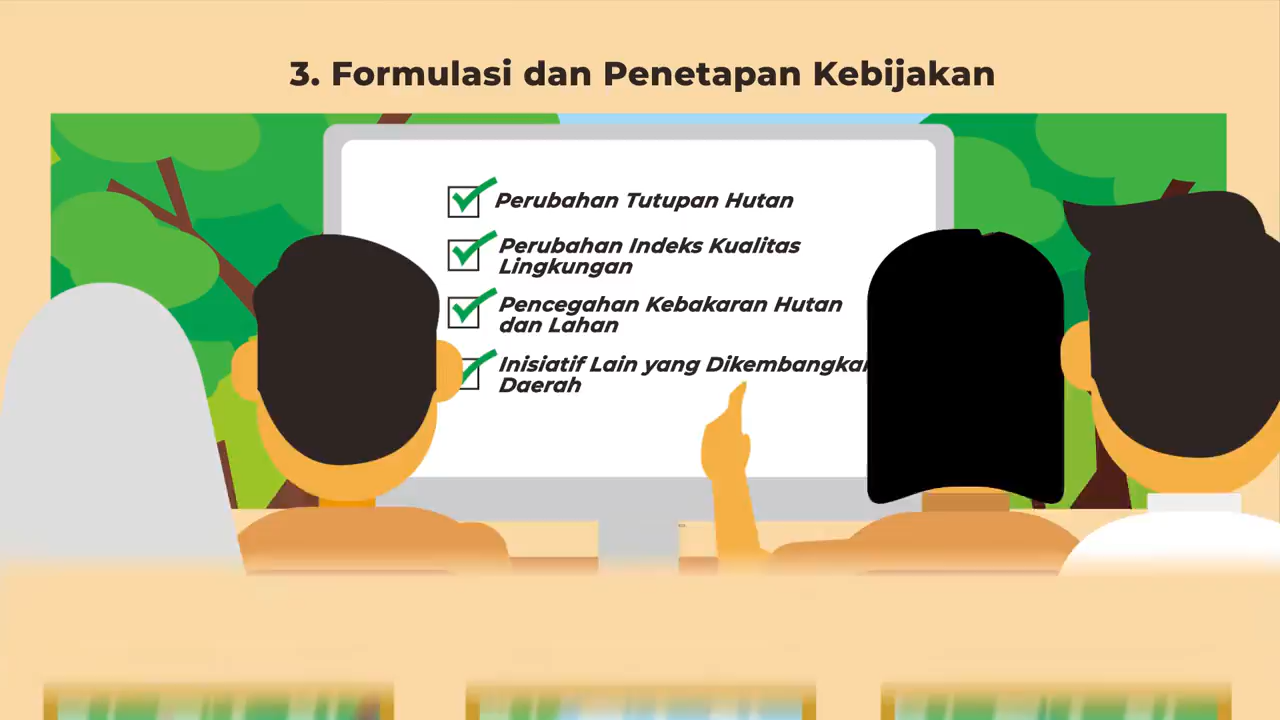 3. Formulasi dan Penetapan Kebijakan
Perubahan Tutupan Hutan
Perubahan Indeks Kualitas
Lingkungan
Pencegahan Kebakaran Hutan
dan Lahan
Inisiatif Lain yang Dikembangkan
Daerah